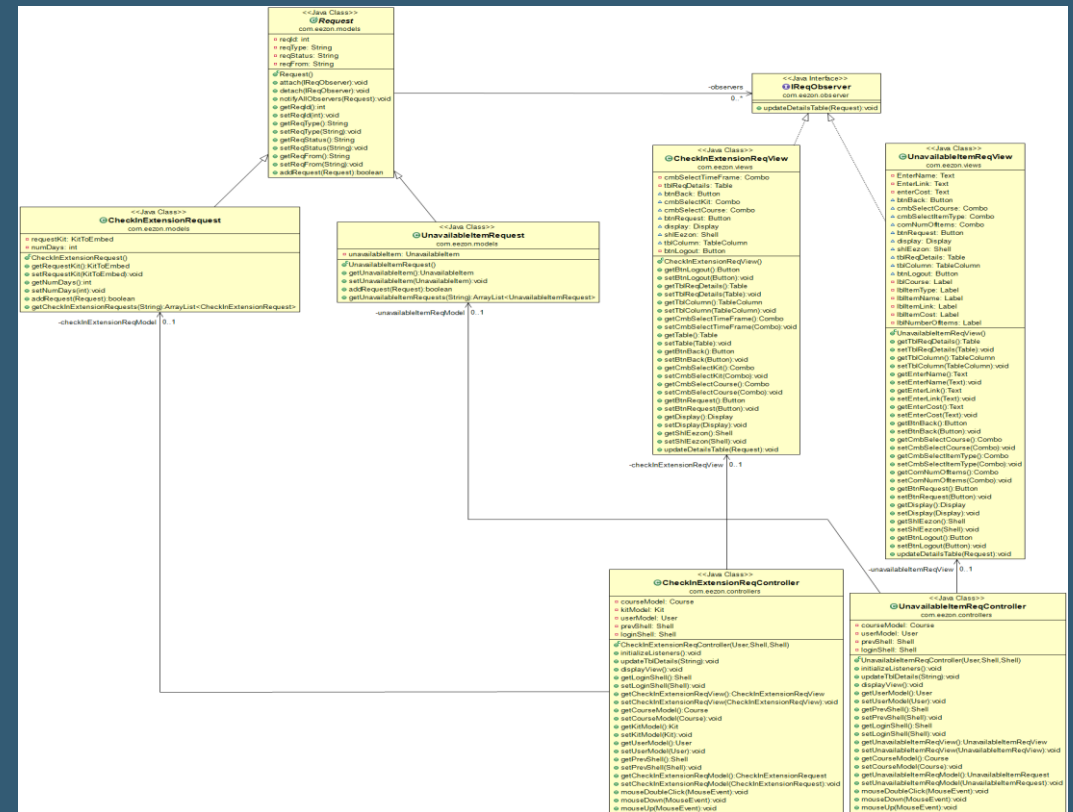 <<Java Class>>
Request
com.eezon.models
reqId: int
reqType: String
reqStatus: String
reqFrom: String
Request()
attach(IReqObserver):void
detach(IReqObserver):void
notifyAllObservers(Request):void
getReqId():int
setReqId(int):void
getReqType():String
setReqType(String):void
getReqStatus():String
setReqStatus(String):void
getReqFrom():String
setReqFrom(String):void
addRequest(Request):boolean
-observers
0..*
<<Java Interface>>
IReqObserver
com.eezon.observer
updateDetailsTable(Request):void
<<Java Class>>
CheckInExtensionRequest
com.eezon.models
requestKit: KitToEmbed
numDays: int
CheckInExtensionRequest()
getRequestKit():KitToEmbed
setRequestKit(KitToEmbed):void
getNumDays():int
setNumDays(int):void
addRequest(Request):boolean
getCheckInExtensionRequests(String):ArrayList<CheckInExtensionRequest>
-checkInExtensionReqModel 0..1
<<Java Class>>
UnavailableItemRequest
com.eezon.models
unavailableItem: UnavailableItem
UnavailableItemRequest()
getUnavailableItem():UnavailableItem
setUnavailableItem(UnavailableItem):void
addRequest(Request):boolean
getUnavailableItemRequests(String):ArrayList<UnavailableItemRequest>
-unavailableItemReqModel 0..1
<<Java Class>>
CheckInExtensionReqView
com.eezon.views
cmbSelectTimeFrame: Combo
tblReqDetails: Table
btnBack: Button
cmbSelectKit: Combo
cmbSelectCourse: Combo
btnRequest: Button
display: Display
shlEezon: Shell
tblColumn: TableColumn
btnLogout: Button
CheckInExtensionReqView()
getBtnLogout():Button
setBtnLogout(Button):void
getTblReqDetails():Table
setTblReqDetails(Table):void
getTblColumn():TableColumn
setTblColumn(TableColumn):void
getCmbSelectTimeFrame():Combo
setCmbSelectTimeFrame(Combo):void
getTable():Table
setTable(Table):void
getBtnBack():Button
setBtnBack(Button):void
getCmbSelectKit():Combo
setCmbSelectKit(Combo):void
getCmbSelectCourse():Combo
setCmbSelectCourse(Combo):void
getBtnRequest():Button
setBtnRequest(Button):void
getDisplay():Display
setDisplay(Display):void
getShlEezon():Shell
setShlEezon(Shell):void
updateDetailsTable(Request):void
-checkInExtensionReqView 0..1
<<Java Class>>
UnavailableItemReqView
com.eezon.views
EnterName: Text
EnterLink: Text
enterCost: Text
btnBack: Button
cmbSelectCourse: Combo
cmbSelectItemType: Combo
comNumOfItems: Combo
btnRequest: Button
display: Display
shlEezon: Shell
tblReqDetails: Table
tblColumn: TableColumn
btnLogout: Button
lblCourse: Label
lblItemType: Label
lblItemName: Label
lblItemLink: Label
lblItemCost: Label
lblNumberOfItems: Label
UnavailableItemReqView()
getTblReqDetails():Table
setTblReqDetails(Table):void
getTblColumn():TableColumn
setTblColumn(TableColumn):void
getEnterName():Text
setEnterName(Text):void
getEnterLink():Text
setEnterLink(Text):void
getEnterCost():Text
setEnterCost(Text):void
getBtnBack():Button
setBtnBack(Button):void
getCmbSelectCourse():Combo
setCmbSelectCourse(Combo):void
getCmbSelectItemType():Combo
setCmbSelectItemType(Combo):void
getComNumOfItems():Combo
setComNumOfItems(Combo):void
getBtnRequest():Button
setBtnRequest(Button):void
getDisplay():Display
setDisplay(Display):void
getShlEezon():Shell
setShlEezon(Shell):void
getBtnLogout():Button
setBtnLogout(Button):void
updateDetailsTable(Request):void
-unavailableItemReqView 0..1
<<Java Class>>
CheckInExtensionReqController
com.eezon.controllers
courseModel: Course
kitModel: Kit
userModel: User
prevShell: Shell
loginShell: Shell
CheckInExtensionReqController(User,Shell,Shell)
initializeListeners():void
updateTblDetails(String):void
displayView():void
getLoginShell():Shell
setLoginShell(Shell):void
getCheckInExtensionReqView():CheckInExtensionReqView
setCheckInExtensionReqView(CheckInExtensionReqView):void
getCourseModel():Course
setCourseModel(Course):void
getKitModel():Kit
setKitModel(Kit):void
getUserModel():User
setUserModel(User):void
getPrevShell():Shell
setPrevShell(Shell):void
getCheckInExtensionReqModel():CheckInExtensionRequest
setCheckInExtensionReqModel(CheckInExtensionRequest):void
mouseDoubleClick(MouseEvent):void
mouseDown(MouseEvent):void
mouseUp(MouseEvent):void
<<Java Class>>
UnavailableItemReqController
com.eezon.controllers
courseModel: Course
userModel: User
prevShell: Shell
loginShell: Shell
UnavailableItemReqController(User,Shell,Shell)
initializeListeners():void
updateTblDetails(String):void
displayView():void
getUserModel():User
setUserModel(User):void
getPrevShell():Shell
setPrevShell(Shell):void
getLoginShell():Shell
setLoginShell(Shell):void
getUnavailableItemReqView():UnavailableItemReqView
setUnavailableItemReqView(UnavailableItemReqView):void
getCourseModel():Course
setCourseModel(Course):void
getUnavailableItemReqModel():UnavailableItemRequest
setUnavailableItemReqModel(UnavailableItemRequest):void
mouseDoubleClick(MouseEvent):void
mouseDown(MouseEvent):void
mouseUp(MouseEvent):void